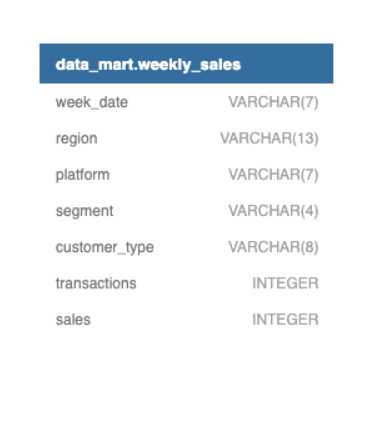 data_mart.weekly_sales
week_date VARCHAR(7)
region VARCHAR(13)
platform VARCHAR(7)
segment VARCHAR(4)
customer_type VARCHAR(8)
transactions INTEGER
sales INTEGER